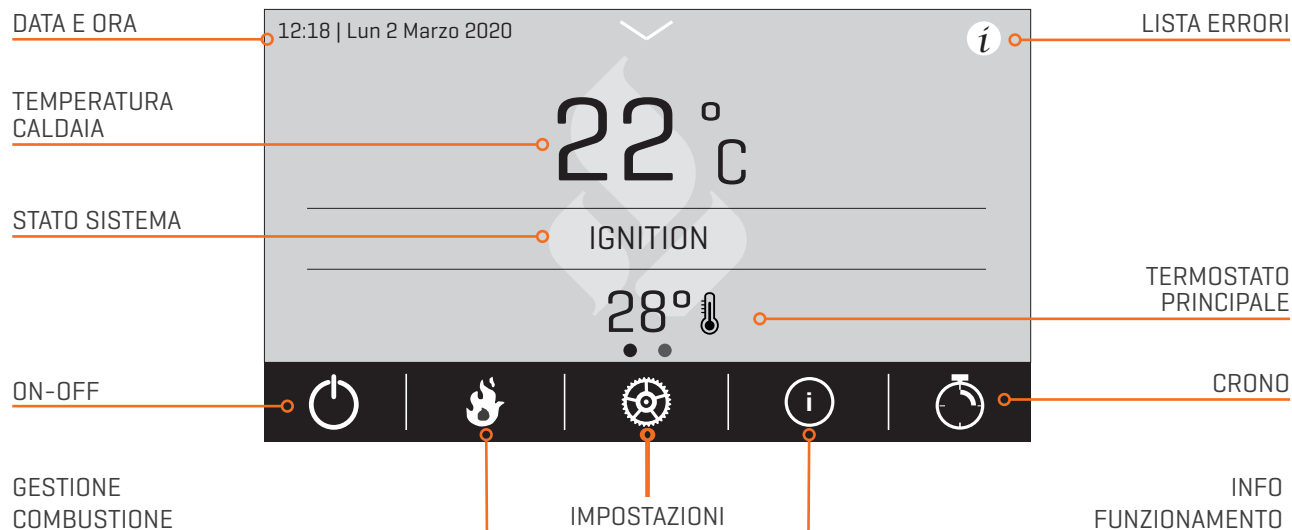 DATA E ORA
12:18 | Lun 2 Marzo 2020
i
LISTA ERRORI
TEMPERATURA
CALDAIA
22°C
STATO SISTEMA
IGNITION
28°
TERMOSTATO
PRINCIPALE
ON-OFF
i
CRONO
GESTIONE
COMBUSTIONE
IMPOSTAZIONI
INFO
FUNZIONAMENTO